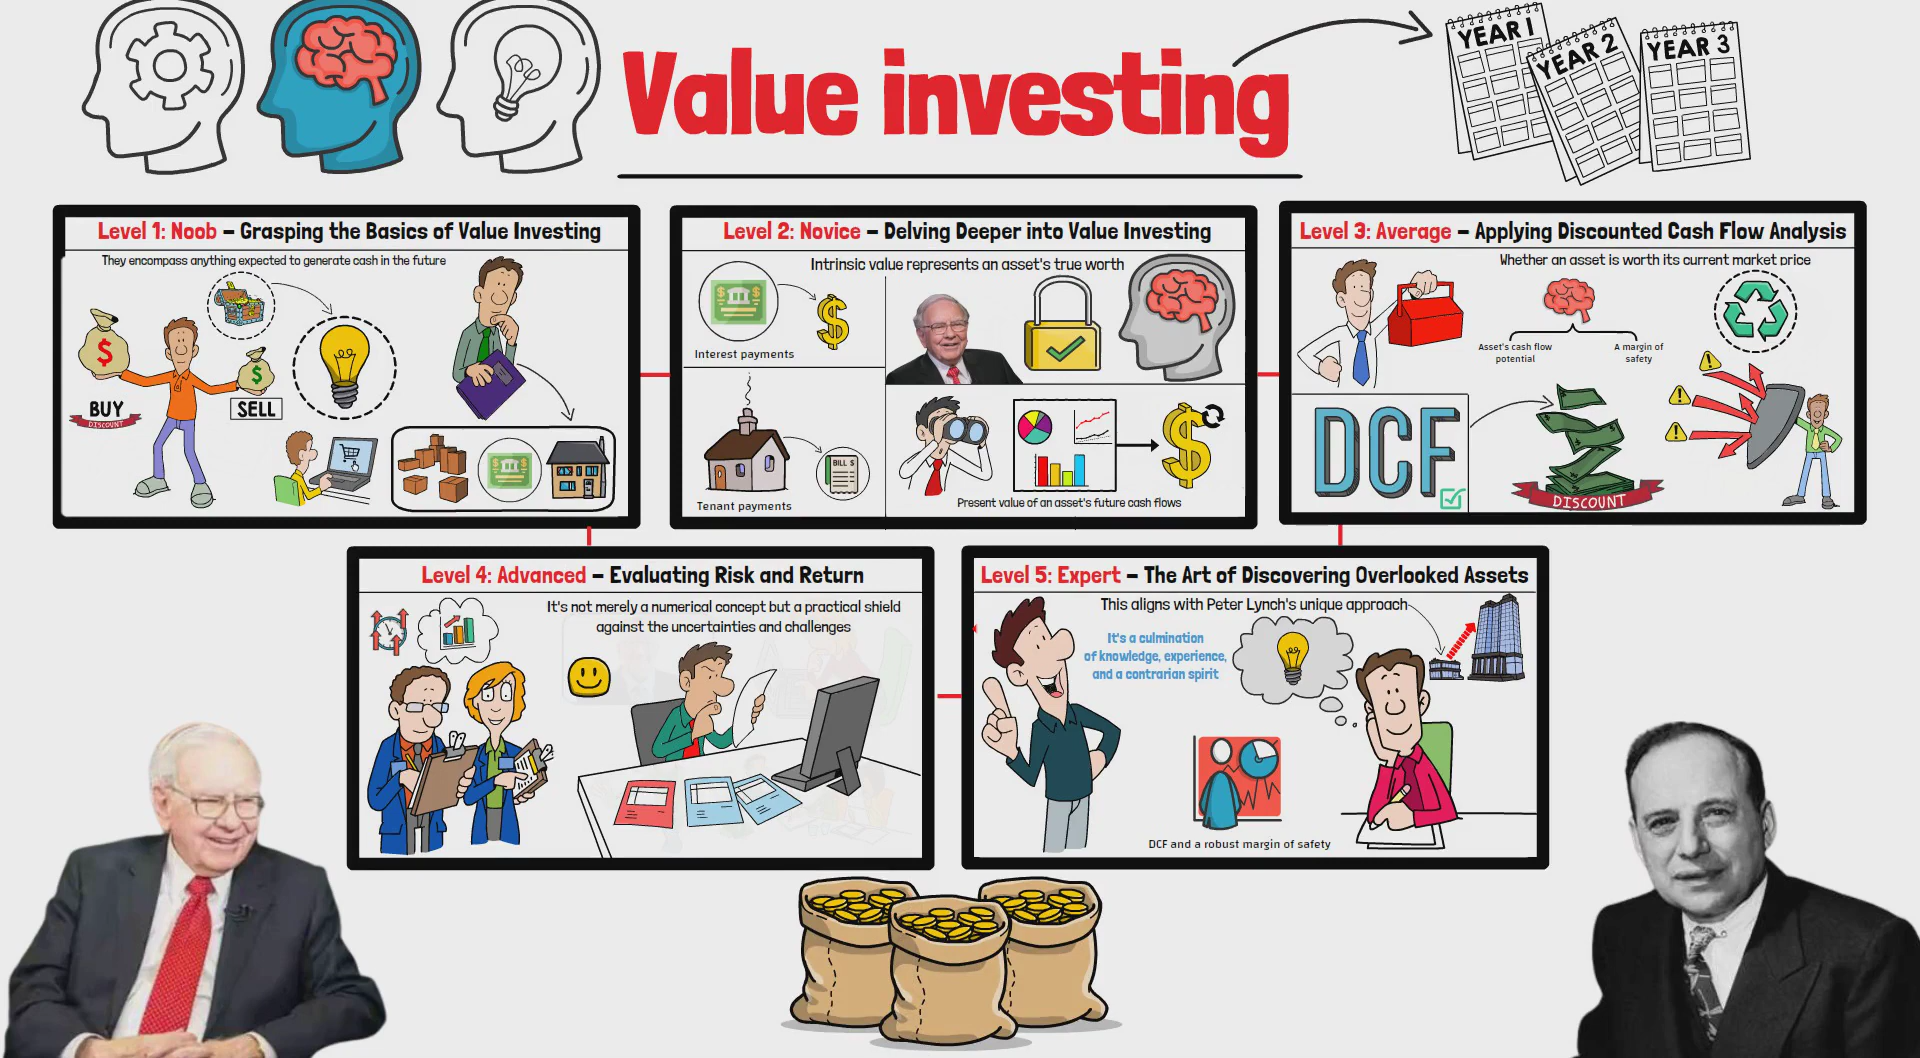 Value investing
YEAR 1
YEAR 2
YEAR 3
Level 1: Noob – Grasping the Basics of Value Investing
They encompass anything expected to generate cash in the future
$
$
BUY
DISCOUNT
SELL
Level 2: Novice – Delving Deeper into Value Investing
Intrinsic value represents an asset's true worth
$ $
$
Interest payments
BILL $
Tenant payments
$
Present value of an asset's future cash flows
Level 3: Average – Applying Discounted Cash Flow Analysis
Whether an asset is worth its current market price
Asset's cash flow
potential
A margin of
safety
DCF
DISCOUNT
Level 4: Advanced – Evaluating Risk and Return
It's not merely a numerical concept but a practical shield
against the uncertainties and challenges
Level 5: Expert – The Art of Discovering Overlooked Assets
This aligns with Peter Lynch's unique approach
It's a culmination
of knowledge, experience,
and a contrarian spirit
DCF and a robust margin of safety